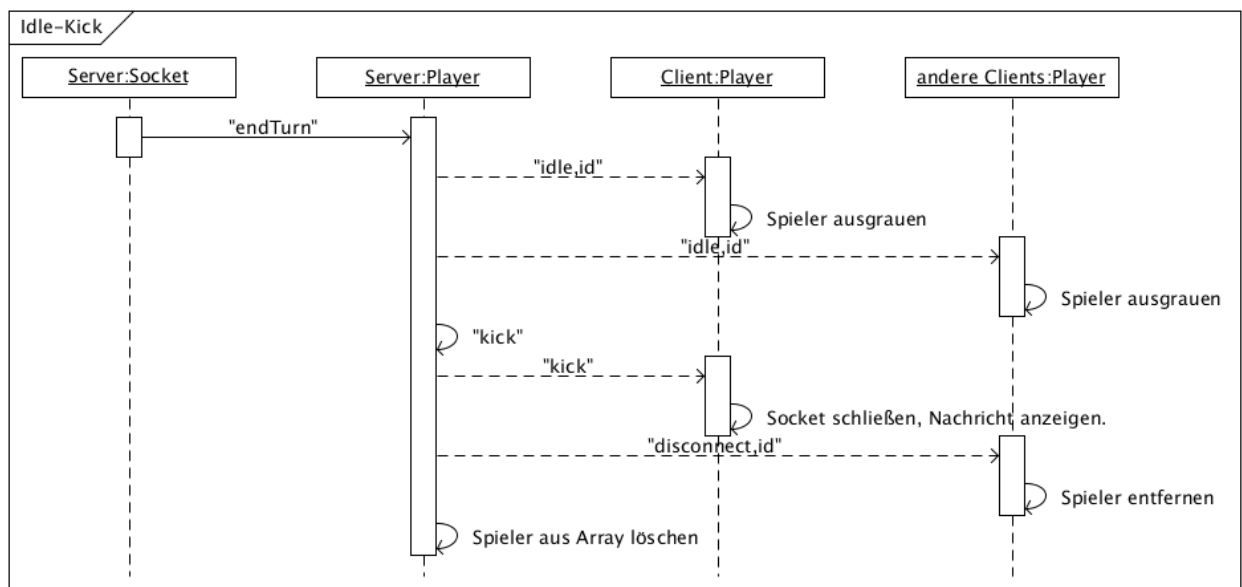 Idle-Kick
Server:Socket
Server:Player
Client:Player
andere Clients:Player
"endTurn"
"idle,id"
Spieler ausgrauen
"idle,id"
Spieler ausgrauen
"kick"
"kick"
Socket schließen, Nachricht anzeigen.
"disconnect,id"
Spieler entfernen
Spieler aus Array löschen